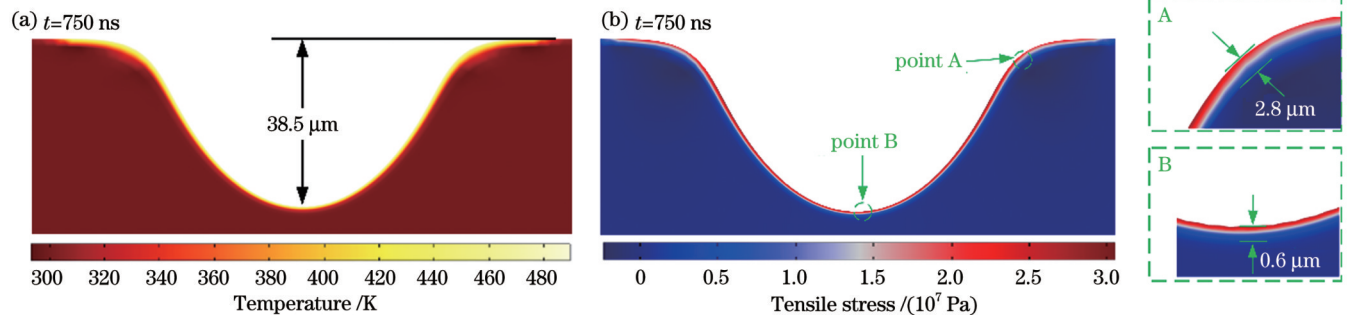 (a) t=750 ns
38.5 μm
300 320 340 360 380 400 420 440 460 480
Temperature /K
(b) t=750 ns
point A
point B
0 0.5 1.0 1.5 2.0 2.5 3.0
Tensile stress /(10⁷ Pa)
A
2.8 μm
B
0.6 μm